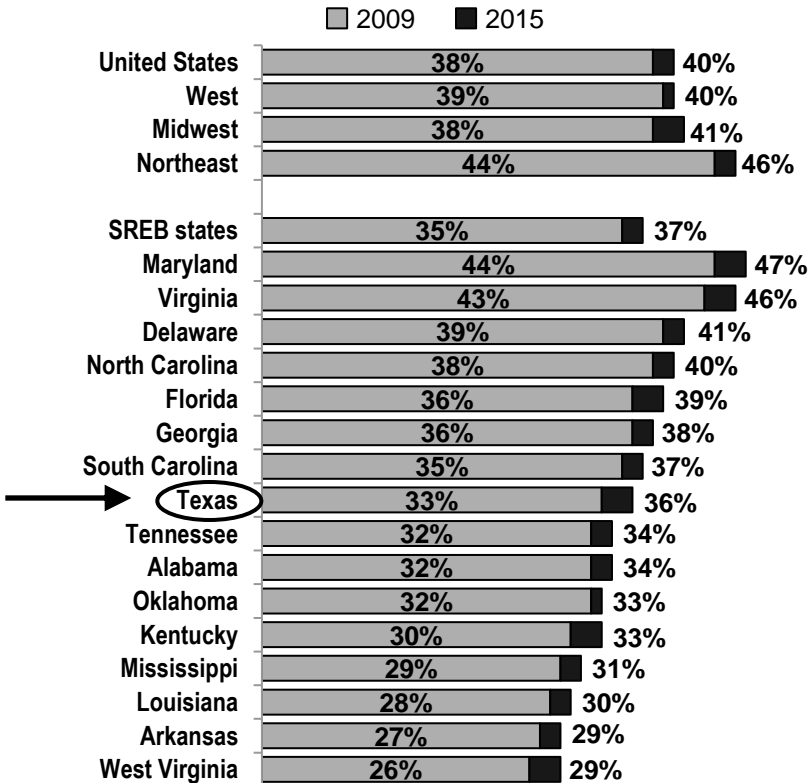 2009 2015
United States 38% 40%
West 39% 40%
Midwest 38% 41%
Northeast 44% 46%
SREB states 35% 37%
Maryland 44% 47%
Virginia 43% 46%
Delaware 39% 41%
North Carolina 38% 40%
Florida 36% 39%
Georgia 36% 38%
South Carolina 35% 37%
Texas 33% 36%
Tennessee 32% 34%
Alabama 32% 34%
Oklahoma 32% 33%
Kentucky 30% 33%
Mississippi 29% 31%
Louisiana 28% 30%
Arkansas 27% 29%
West Virginia 26% 29%